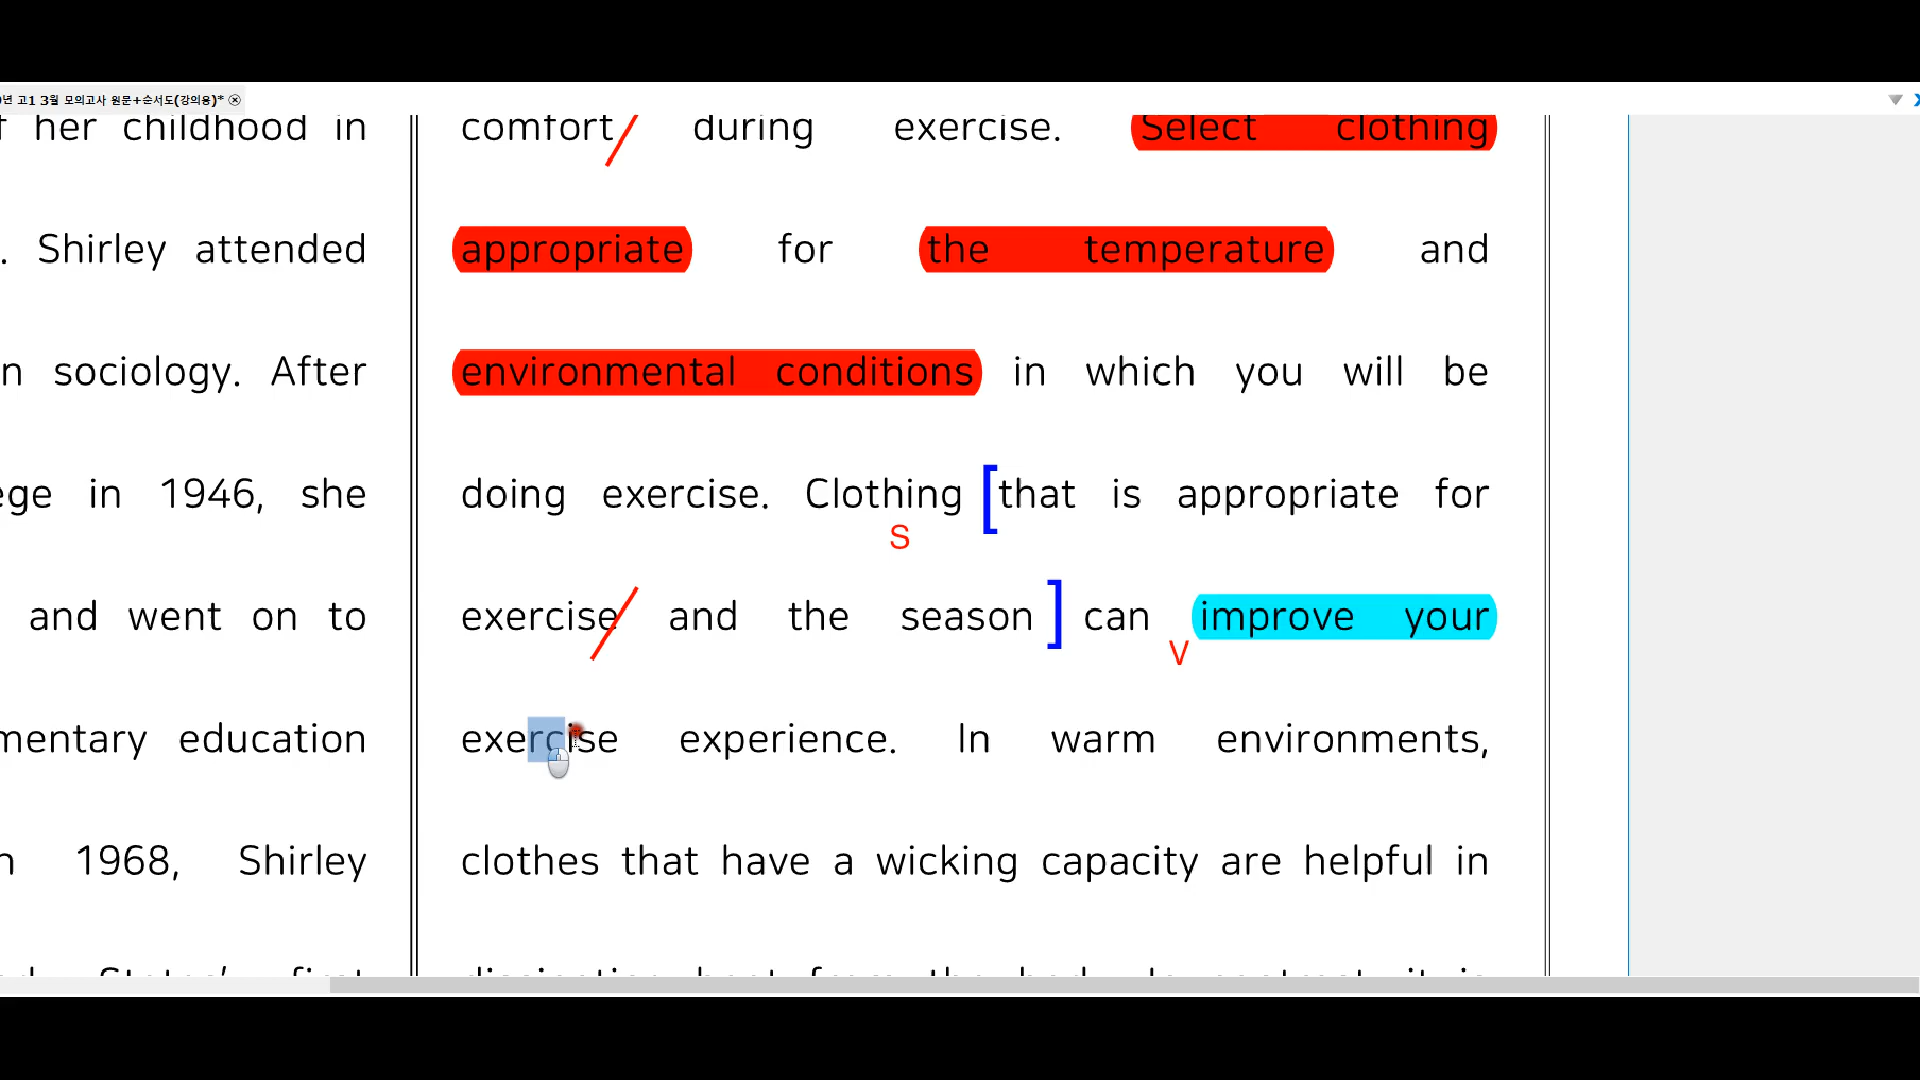 년 고1 3월 모의고사 원문+순서도(강의용)*
her childhood in
. Shirley attended
n sociology. After
ege in 1946, she
and went on to
mentary education
1968, Shirley
first
comfort during exercise. Select clothing
appropriate for the temperature and
environmental conditions in which you will be
doing exercise. Clothing [that is appropriate for
S
exercise/ and the season] can improve your
V
exercise experience. In warm environments,
clothes that have a wicking capacity are helpful in